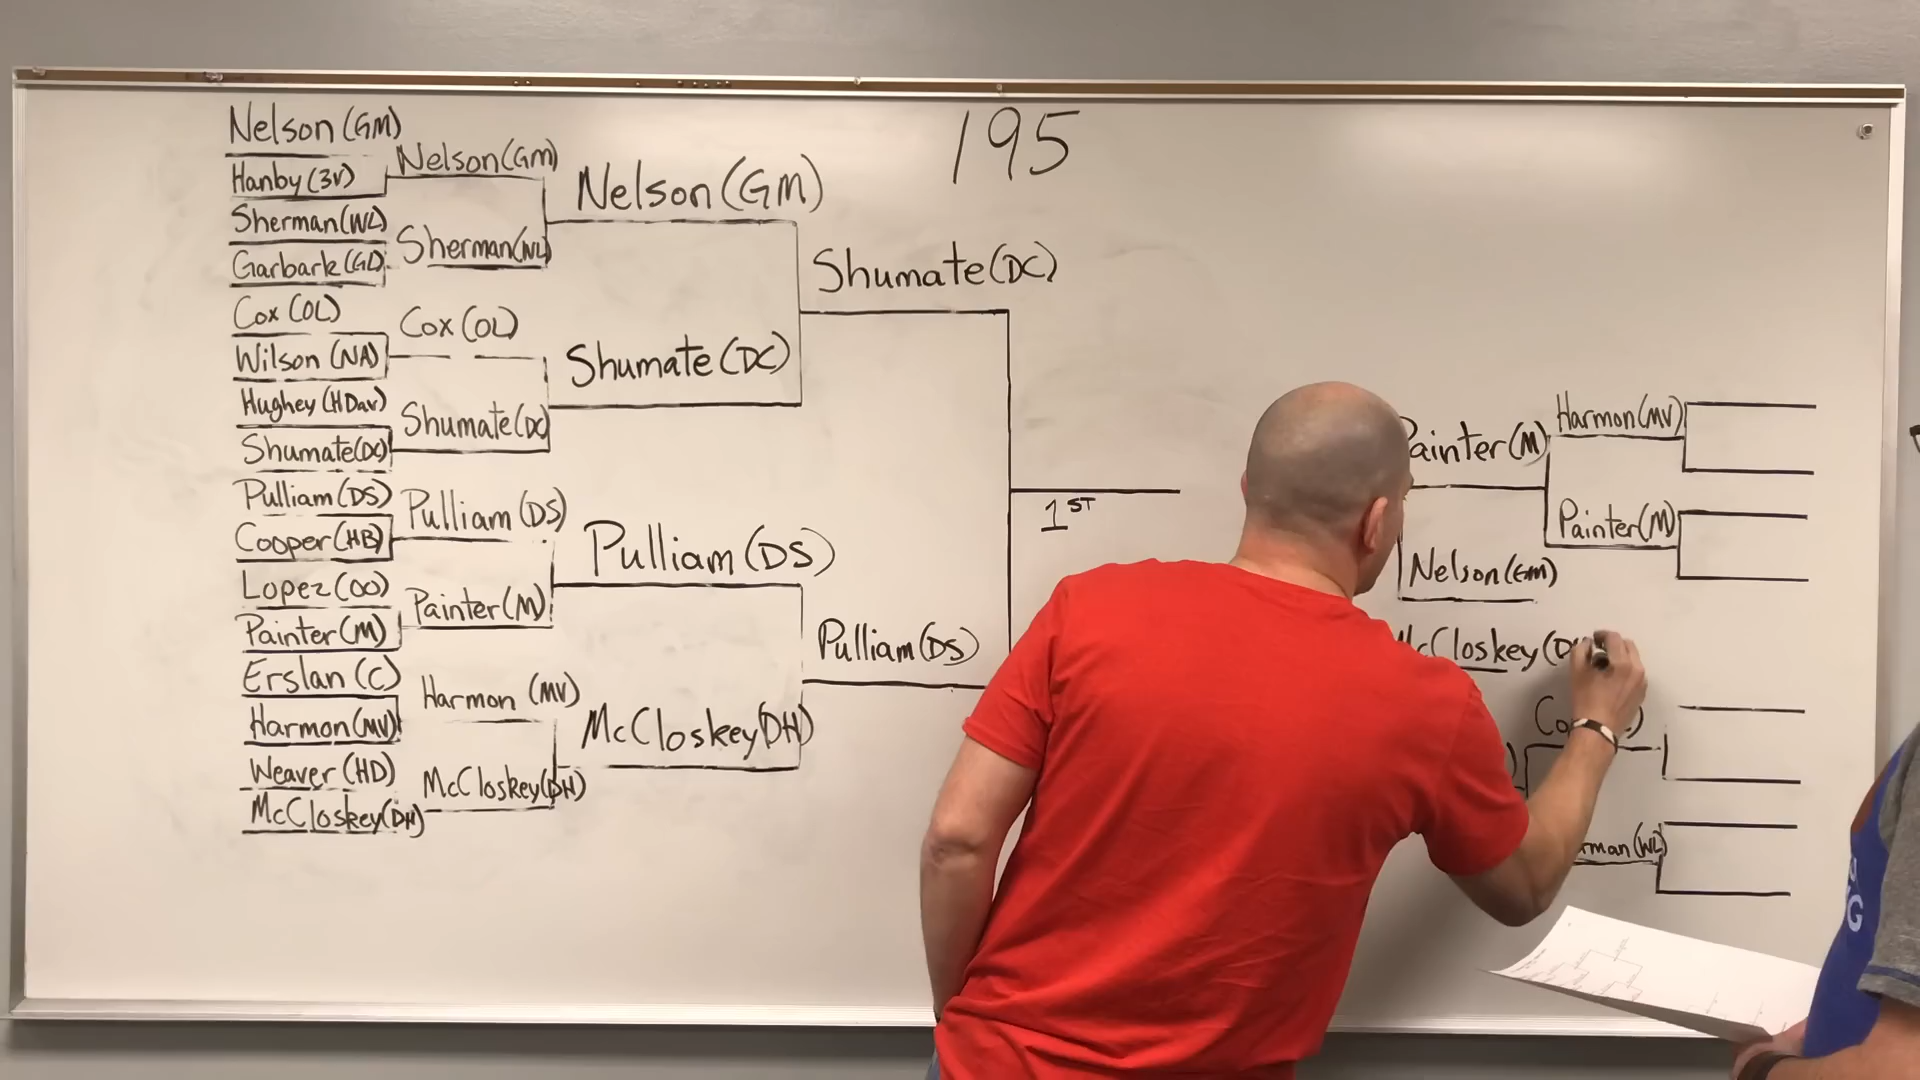 195
Nelson (GM)
Hanby (3V)
Sherman (WL)
Garbark (GD)
Cox (OL)
Wilson (NA)
Hughey (HDav)
Shumate (DC)
Pulliam (DS)
Cooper (HB)
Lopez (OO)
Painter (M)
Erslan (C)
Harmon (MV)
Weaver (HD)
McCloskey (DH)
Nelson (GM)
Sherman (WL)
Cox (OL)
Shumate (DC)
Pulliam (DS)
Painter (M)
Harmon (MV)
McCloskey (DH)
Nelson (GM)
Shumate (DC)
Pulliam (DS)
McCloskey (DH)
Shumate (DC)
Pulliam (DS)
1ST
Painter (M)
Nelson (GM)
McCloskey
Harmon (MV)
Painter (M)
(WL)